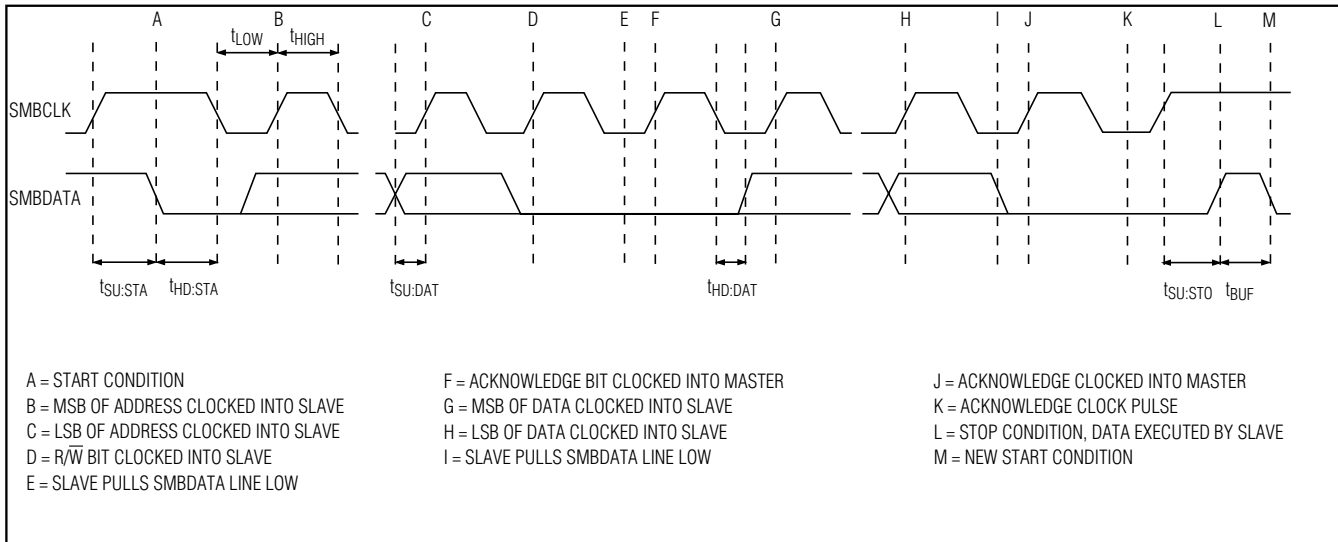 A B C D E F G H I J K L M
tLOW tHIGH
SMBCLK
SMBDATA
tSU:STA tHD:STA tSU:DAT tHD:DAT tSU:STO tBUF
A = START CONDITION
B = MSB OF ADDRESS CLOCKED INTO SLAVE
C = LSB OF ADDRESS CLOCKED INTO SLAVE
D = R/W̅ BIT CLOCKED INTO SLAVE
E = SLAVE PULLS SMBDATA LINE LOW
F = ACKNOWLEDGE BIT CLOCKED INTO MASTER
G = MSB OF DATA CLOCKED INTO SLAVE
H = LSB OF DATA CLOCKED INTO SLAVE
I = SLAVE PULLS SMBDATA LINE LOW
J = ACKNOWLEDGE CLOCKED INTO MASTER
K = ACKNOWLEDGE CLOCK PULSE
L = STOP CONDITION, DATA EXECUTED BY SLAVE
M = NEW START CONDITION